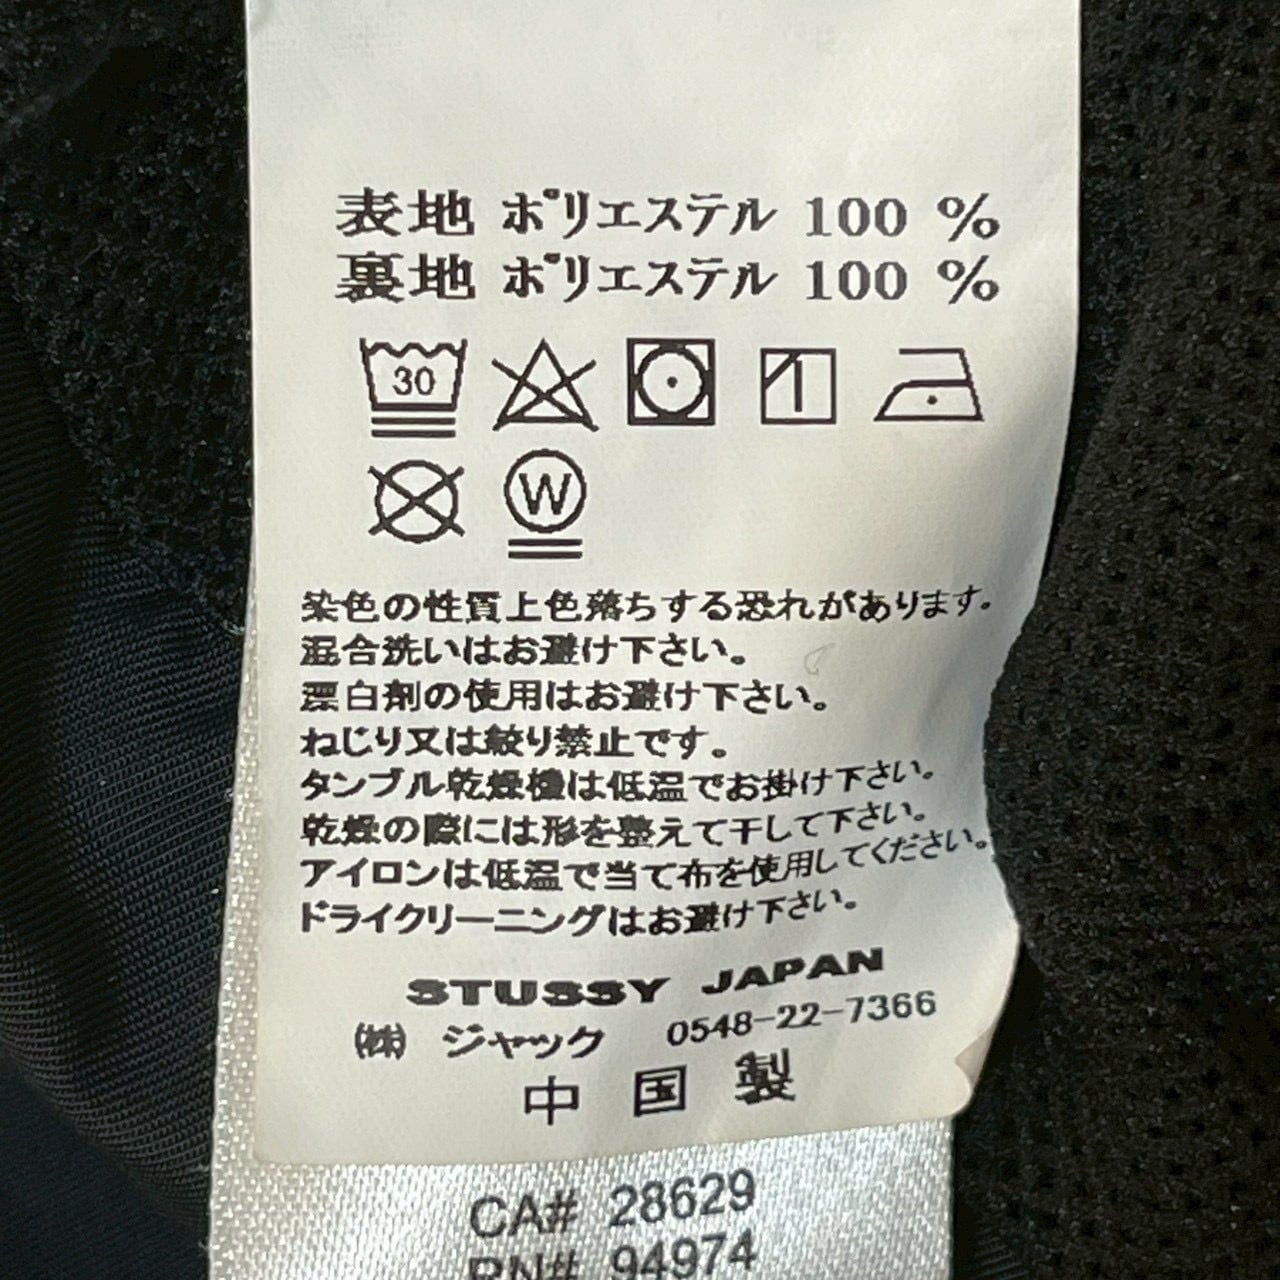 表地 ポリエステル 100 %
裏地 ポリエステル 100 %
30
W
染色の性質上色落ちする恐れがあります。
混合洗いはお避け下さい。
漂白剤の使用はお避け下さい。
ねじり又は絞り禁止です。
タンブル乾燥機は低温でお掛け下さい。
乾燥の際には形を整えて干して下さい。
アイロンは低温で当て布を使用してください。
ドライクリーニングはお避け下さい。
STUSSY JAPAN
㈱ ジャック 0548-22-7366
中国製
CA# 28629
RN# 94974